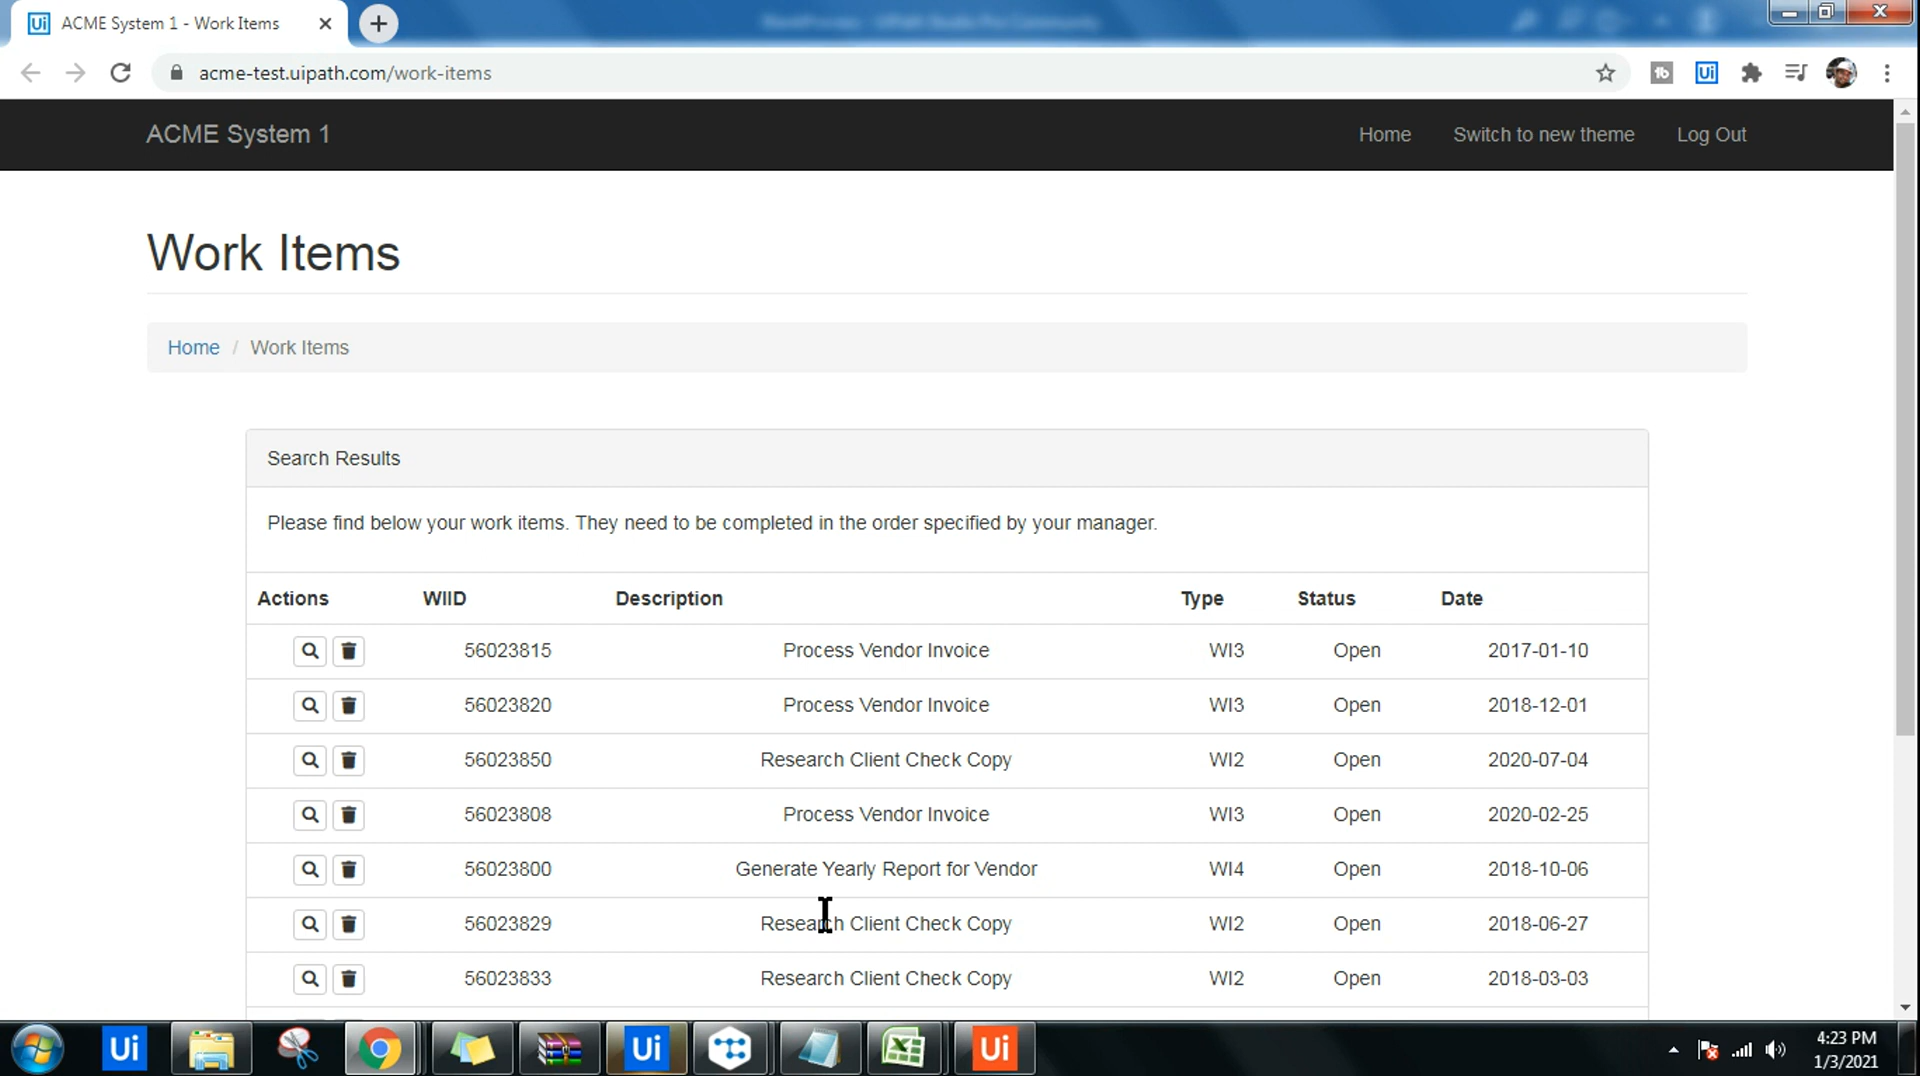 ACME System 1 - Work Items
acme-test.uipath.com/work-items
ACME System 1
Home
Switch to new theme
Log Out
Work Items
Home / Work Items
Search Results
Please find below your work items. They need to be completed in the order specified by your manager.
Actions WIID Description Type Status Date
56023815 Process Vendor Invoice WI3 Open 2017-01-10
56023820 Process Vendor Invoice WI3 Open 2018-12-01
56023850 Research Client Check Copy WI2 Open 2020-07-04
56023808 Process Vendor Invoice WI3 Open 2020-02-25
56023800 Generate Yearly Report for Vendor WI4 Open 2018-10-06
56023829 Research Client Check Copy WI2 Open 2018-06-27
56023833 Research Client Check Copy WI2 Open 2018-03-03
Ui
Ui
Ui
4:23 PM
1/3/2021